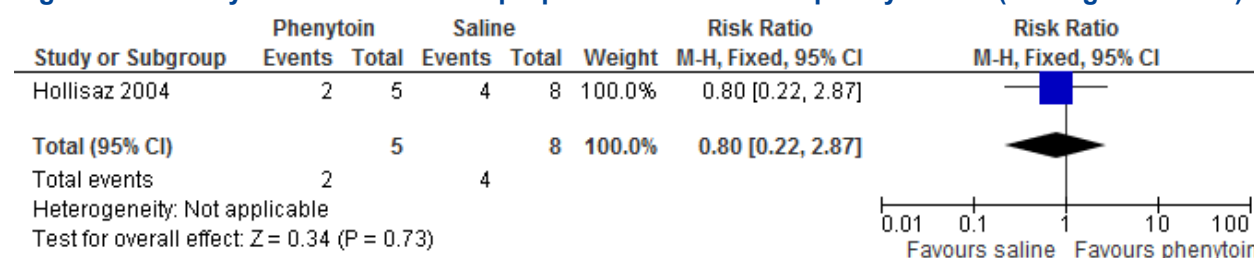 Phenytoin Saline Risk Ratio Risk Ratio
Study or Subgroup Events Total Events Total Weight M-H, Fixed, 95% CI M-H, Fixed, 95% CI
Hollisaz 2004 2 5 4 8 100.0% 0.80 [0.22, 2.87]
Total (95% CI) 5 8 100.0% 0.80 [0.22, 2.87]
Total events 2 4
Heterogeneity: Not applicable
Test for overall effect: Z = 0.34 (P = 0.73)
0.01 0.1 1 10 100
Favours saline Favours phenytoin